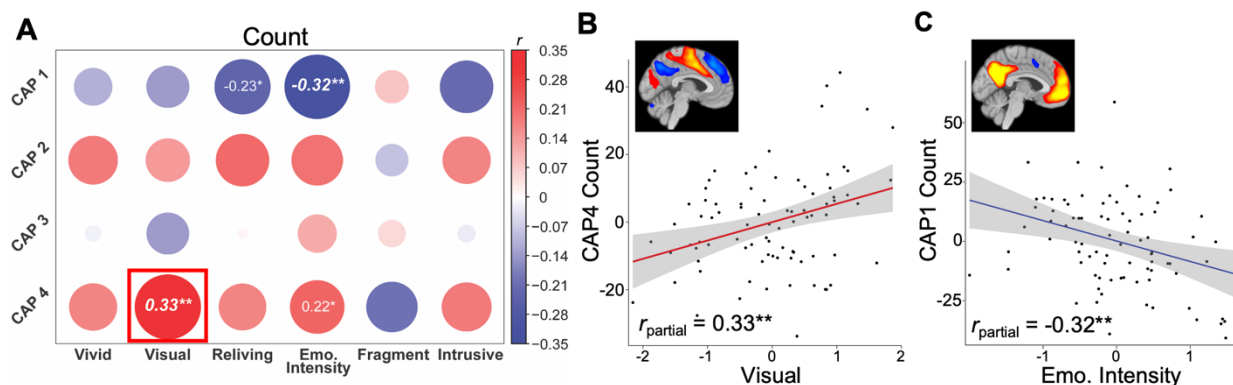 A
Count
r
CAP 1
-0.23*
-0.32**
CAP 2
CAP 3
CAP 4
0.33**
0.22*
Vivid
Visual
Reliving
Emo.
Intensity
Fragment
Intrusive
0.35
0.28
0.21
0.14
0.07
0
-0.07
-0.14
-0.21
-0.28
-0.35
B
CAP4 Count
40
20
0
-20
r partial = 0.33**
-2
-1
0
1
2
Visual
C
CAP1 Count
50
25
0
-25
r partial = -0.32**
-1
0
1
Emo. Intensity